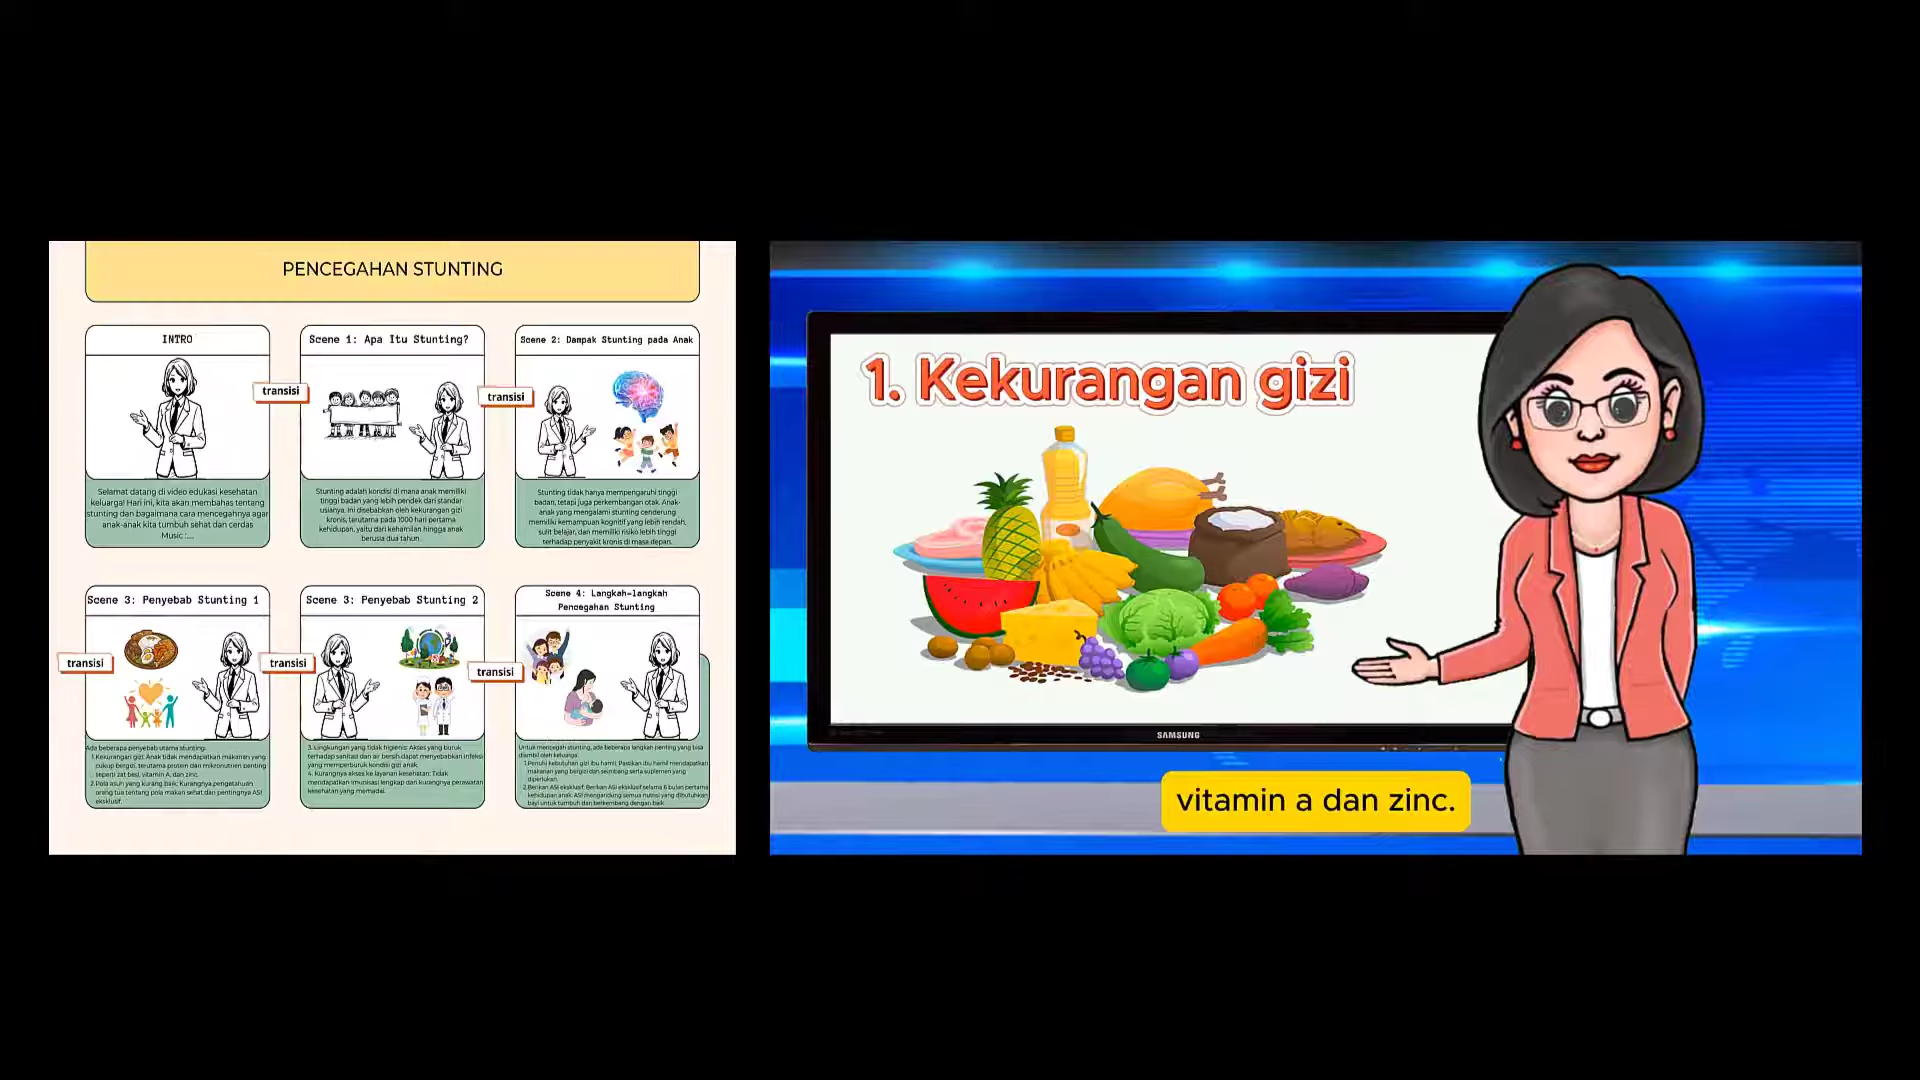 PENCEGAHAN STUNTING
INTRO
transisi
Selamat datang di video edukasi kesehatan
keluarga! Hari ini, kita akan membahas tentang
stunting dan bagaimana cara mencegahnya agar
anak-anak kita tumbuh sehat dan cerdas
Music :....
Scene 1: Apa Itu Stunting?
transisi
Stunting adalah kondisi di mana anak memiliki
tinggi badan yang lebih pendek dari standar
usianya. Ini disebabkan oleh kekurangan gizi
kronis, terutama pada 1000 hari pertama
kehidupan, yaitu dari kehamilan hingga anak
berusia dua tahun.
Scene 2: Dampak Stunting pada Anak
Stunting tidak hanya mempengaruhi tinggi
badan, tetapi juga perkembangan otak. Anak-
anak yang mengalami stunting cenderung
memiliki kemampuan kognitif yang lebih rendah,
sulit belajar, dan memiliki risiko lebih tinggi
terhadap penyakit kronis di masa depan.
transisi
Scene 3: Penyebab Stunting 1
Ada beberapa penyebab utama stunting:
1. Kekurangan gizi: Anak tidak mendapatkan makanan yang
cukup bergizi, terutama protein dan mikronutrien penting
seperti zat besi, vitamin A, dan zinc.
2. Pola asuh yang kurang baik: Kurangnya pengetahuan
orang tua tentang pola makan sehat dan pentingnya ASI
eksklusif.
transisi
Scene 3: Penyebab Stunting 2
3. Lingkungan yang tidak higienis: Akses yang buruk
terhadap sanitasi dan air bersih dapat menyebabkan infeksi
yang memperburuk kondisi gizi anak.
4. Kurangnya akses ke layanan kesehatan: Tidak
mendapatkan imunisasi lengkap dan kurangnya perawatan
kesehatan yang memadai.
transisi
Scene 4: Langkah-langkah
Pencegahan Stunting
Untuk mencegah stunting, ada beberapa langkah penting yang bisa
diambil oleh keluarga:
1. Penuhi kebutuhan gizi ibu hamil: Pastikan ibu hamil mendapatkan
makanan yang bergizi dan seimbang serta suplemen yang
diperlukan.
2. Berikan ASI eksklusif: Berikan ASI eksklusif selama 6 bulan pertama
kehidupan anak. ASI mengandung semua nutrisi yang dibutuhkan
bayi untuk tumbuh dan berkembang dengan baik
1. Kekurangan gizi
SAMSUNG
vitamin a dan zinc.